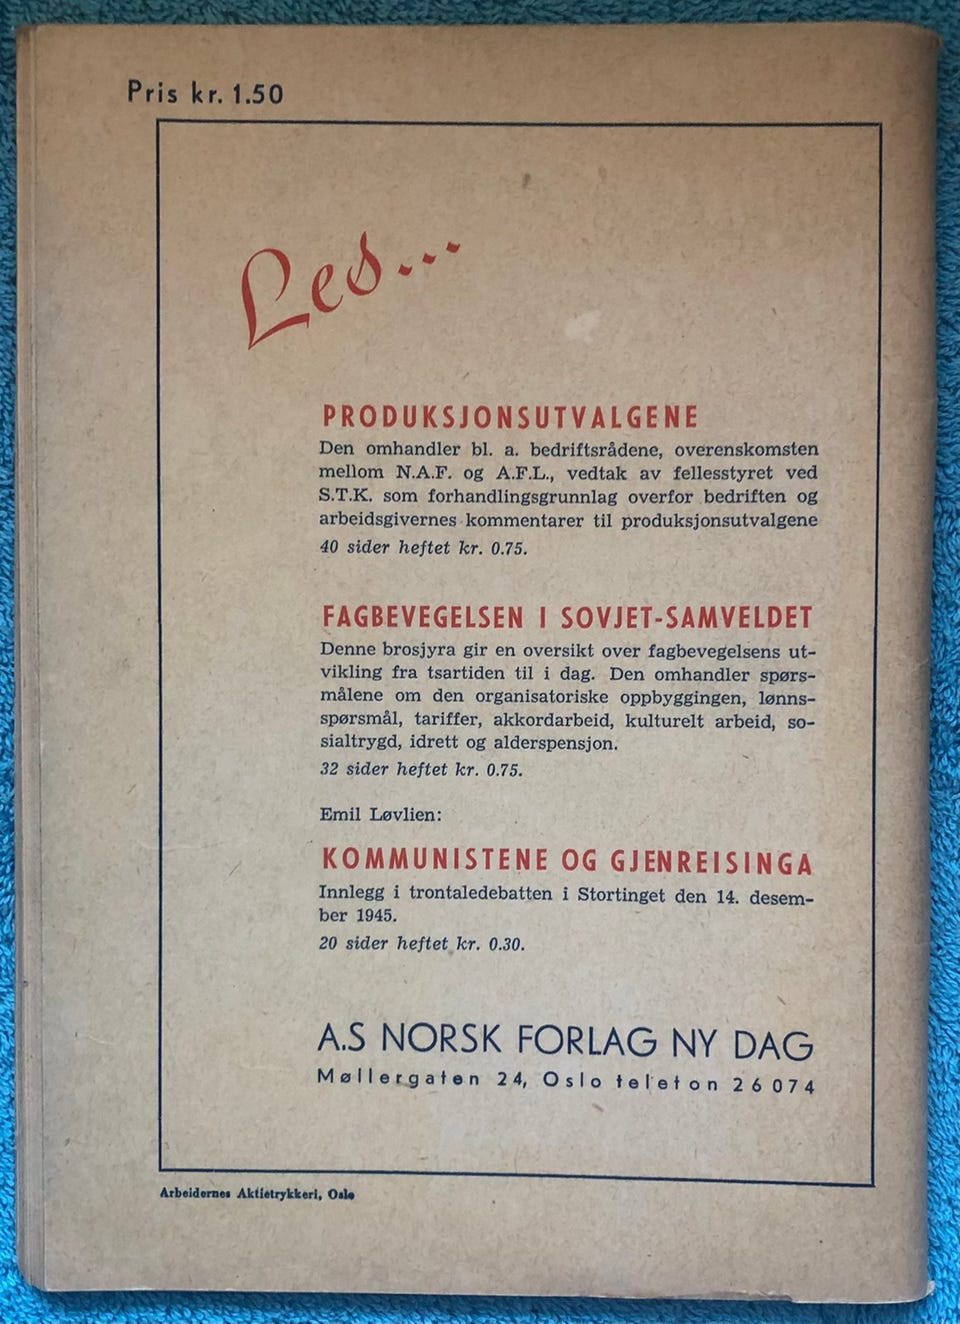 Pris kr. 1.50
Les...
PRODUKSJONSUTVALGENE
Den omhandler bl. a. bedriftsrådene, overenskomsten
mellom N.A.F. og A.F.L., vedtak av fellesstyret ved
S.T.K. som forhandlingsgrunnlag overfor bedriften og
arbeidsgivernes kommentarer til produksjonsutvalgene
40 sider heftet kr. 0.75.
FAGBEVEGELSEN I SOVJET-SAMVELDET
Denne brosjyra gir en oversikt over fagbevegelsens ut-
vikling fra tsartiden til i dag. Den omhandler spørs-
målene om den organisatoriske oppbyggingen, lønns-
spørsmål, tariffer, akkordarbeid, kulturelt arbeid, so-
sialtrygd, idrett og alderspensjon.
32 sider heftet kr. 0.75.
Emil Løvlien:
KOMMUNISTENE OG GJENREISINGA
Innlegg i trontaledebatten i Stortinget den 14. desem-
ber 1945.
20 sider heftet kr. 0.30.
A.S NORSK FORLAG NY DAG
Møllergaten 24, Oslo telefon 26074
Arbeidernes Aktietrykkeri, Oslo